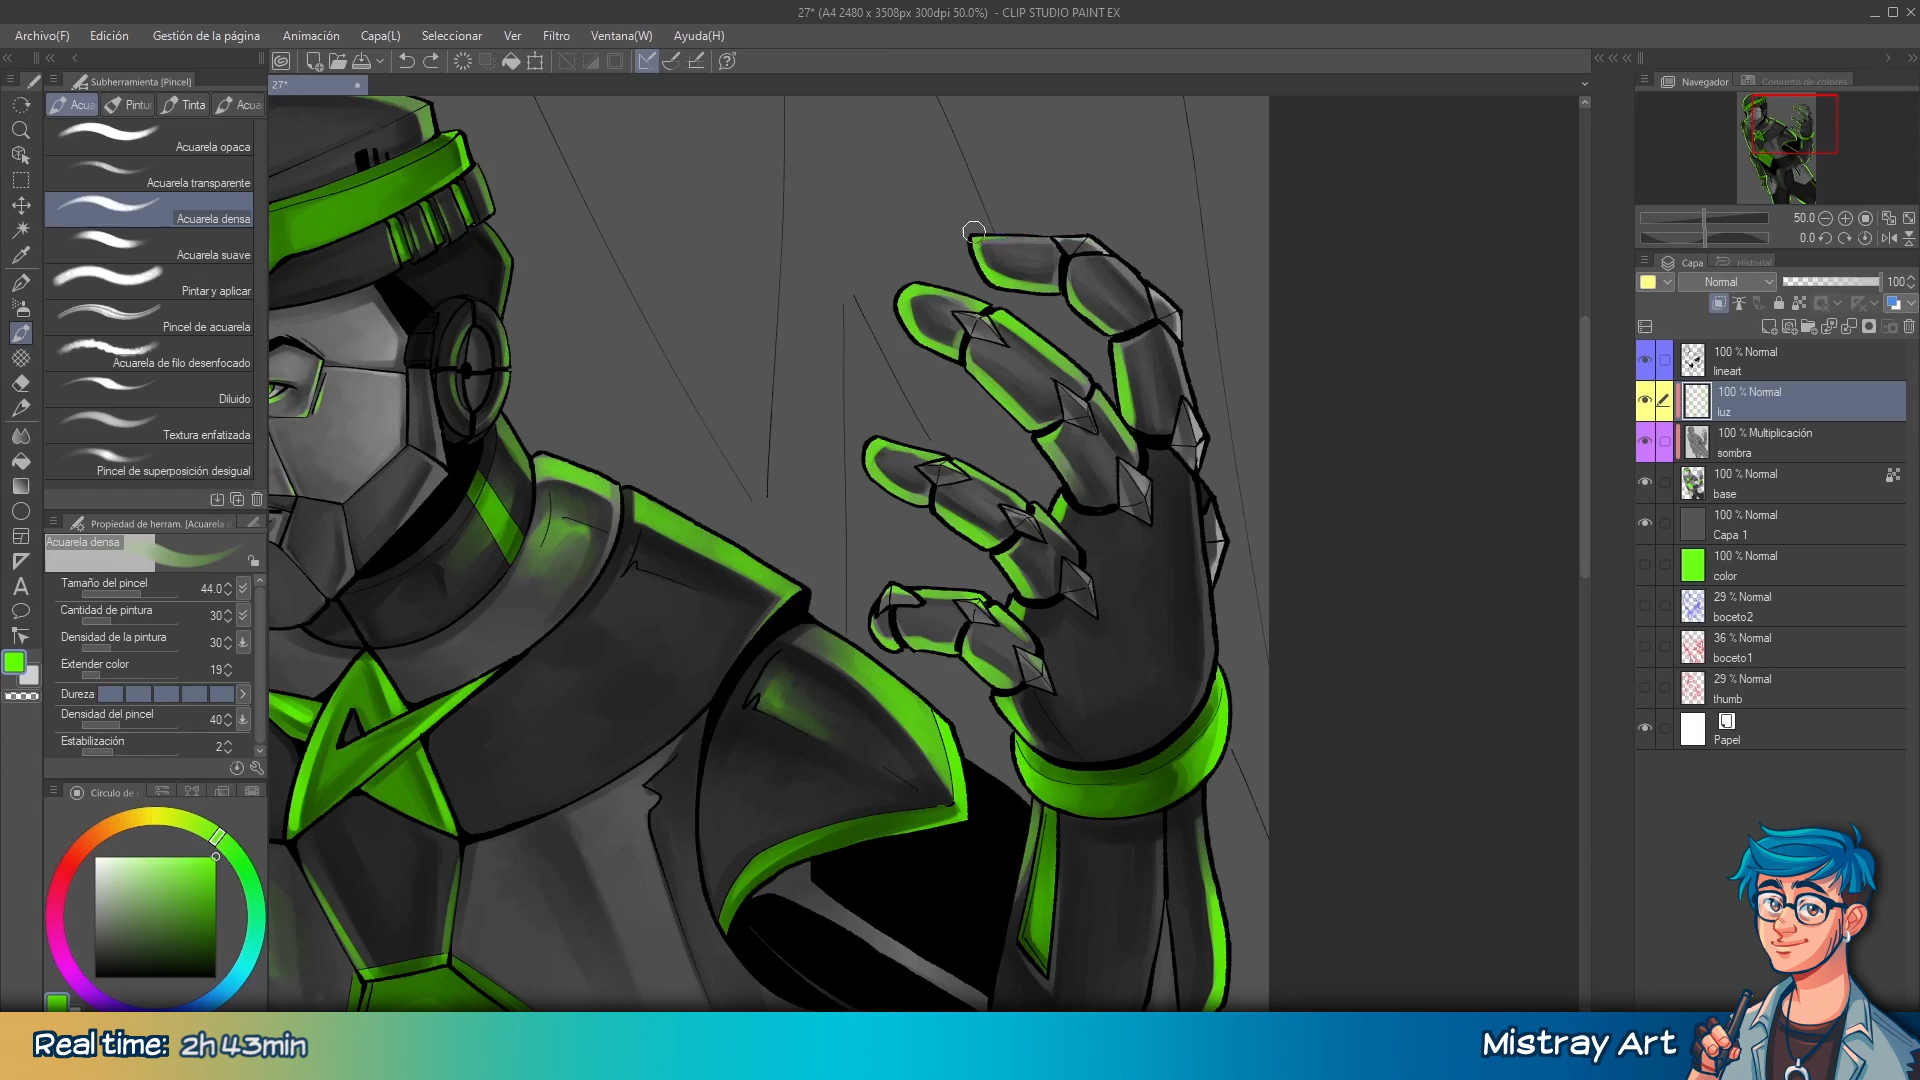 27* (A4 2480 x 3508px 300dpi 50.0%) - CLIP STUDIO PAINT EX
Archivo(F) Edición Gestión de la página Animación Capa(L) Seleccionar Ver Filtro Ventana(W) Ayuda(H)
Subherramienta [Pincel]
27*
Acua Pintur Tinta Acua
Acuarela opaca
Acuarela transparente
Acuarela densa
Acuarela suave
Pintar y aplicar
Pincel de acuarela
Acuarela de filo desenfocado
Diluido
Textura enfatizada
Pincel de superposición desigual
Propiedad de herram. [Acuarela d
Acuarela densa
Tamaño del pincel 44.0
Cantidad de pintura 30
Densidad de la pintura 30
Extender color 19
Dureza
Densidad del pincel 40
Estabilización 2
Círculo de c
Navegador Conjunto de colores
50.0
0.0
Capa Historial
Normal 100
100 % Normal
lineart
100 % Normal
luz
100 % Multiplicación
sombra
100 % Normal
base
100 % Normal
Capa 1
100 % Normal
color
29 % Normal
boceto2
36 % Normal
boceto1
29 % Normal
thumb
Papel
Real time: 2h 43min
Mistray Art